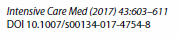 Intensive Care Med (2017) 43:603–611
DOI 10.1007/s00134-017-4754-8